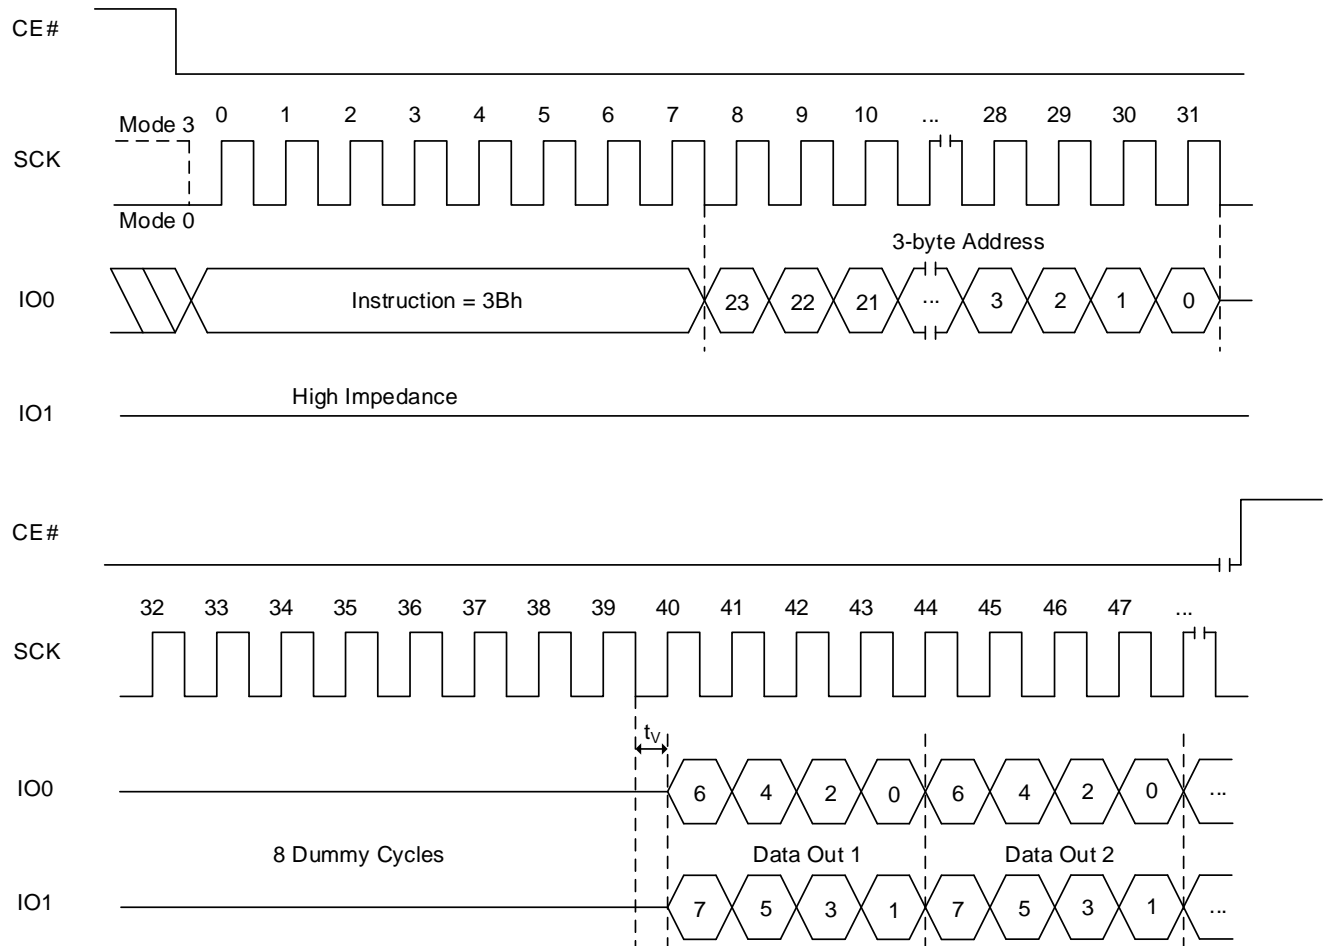 CE#
0 1 2 3 4 5 6 7 8 9 10 ... 28 29 30 31
Mode 3
SCK
Mode 0
3-byte Address
IO0 Instruction = 3Bh 23 22 21 ... 3 2 1 0
High Impedance
IO1
CE#
32 33 34 35 36 37 38 39 40 41 42 43 44 45 46 47 ...
SCK
tV
IO0 6 4 2 0 6 4 2 0 ...
8 Dummy Cycles Data Out 1 Data Out 2
IO1 7 5 3 1 7 5 3 1 ...